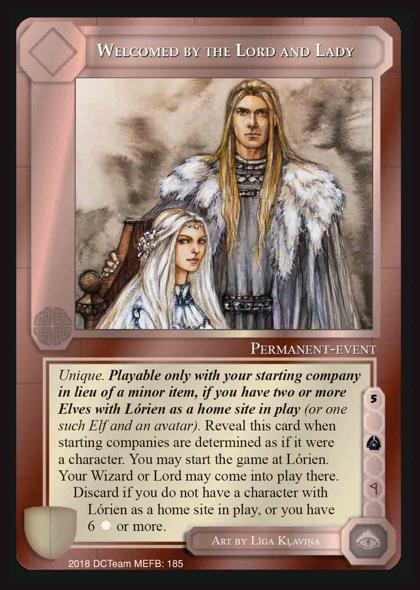 Welcomed by the Lord and Lady
Permanent-event
Unique. Playable only with your starting company
in lieu of a minor item, if you have two or more
Elves with Lórien as a home site in play (or one
such Elf and an avatar). Reveal this card when
starting companies are determined as if it were
a character. You may start the game at Lórien.
Your Wizard or Lord may come into play there.
Discard if you do not have a character with
Lórien as a home site in play, or you have
6 or more.
5
Art by Līga Kļaviņa
2018 DCTeam MEFB: 185